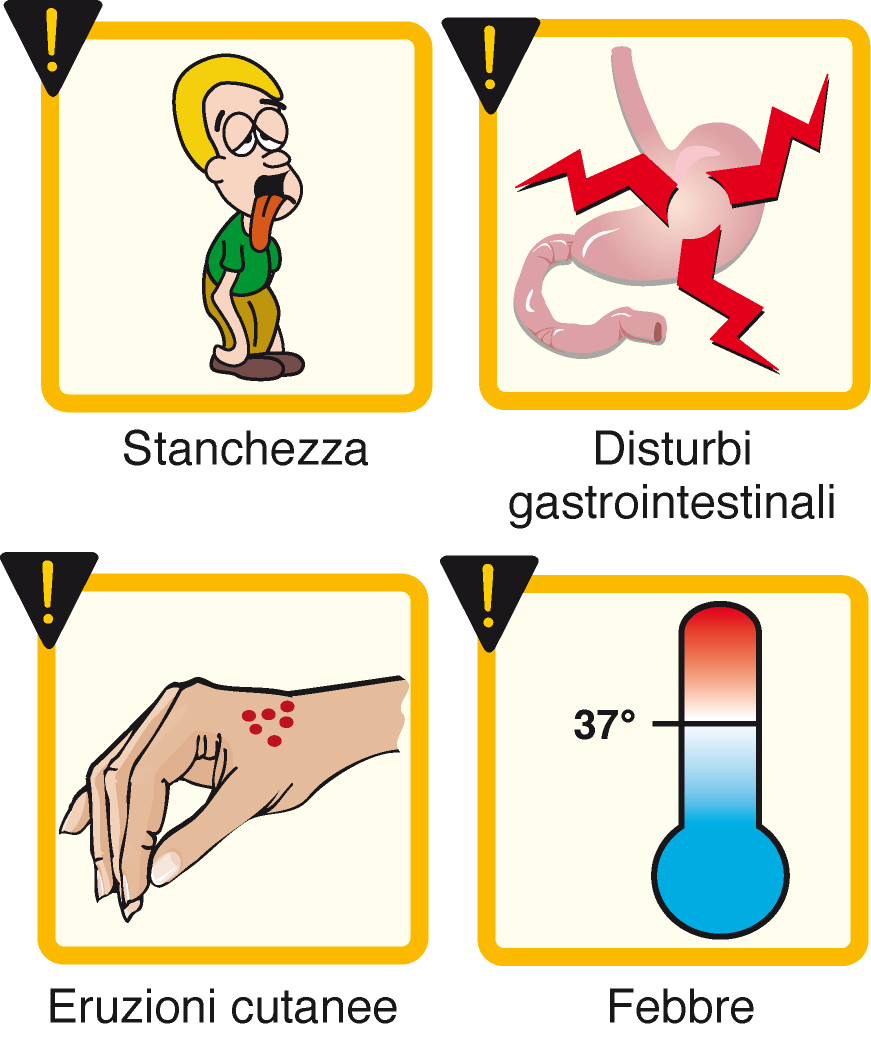 !
!
Stanchezza
Disturbi
gastrointestinali
!
!
37°
Eruzioni cutanee
Febbre